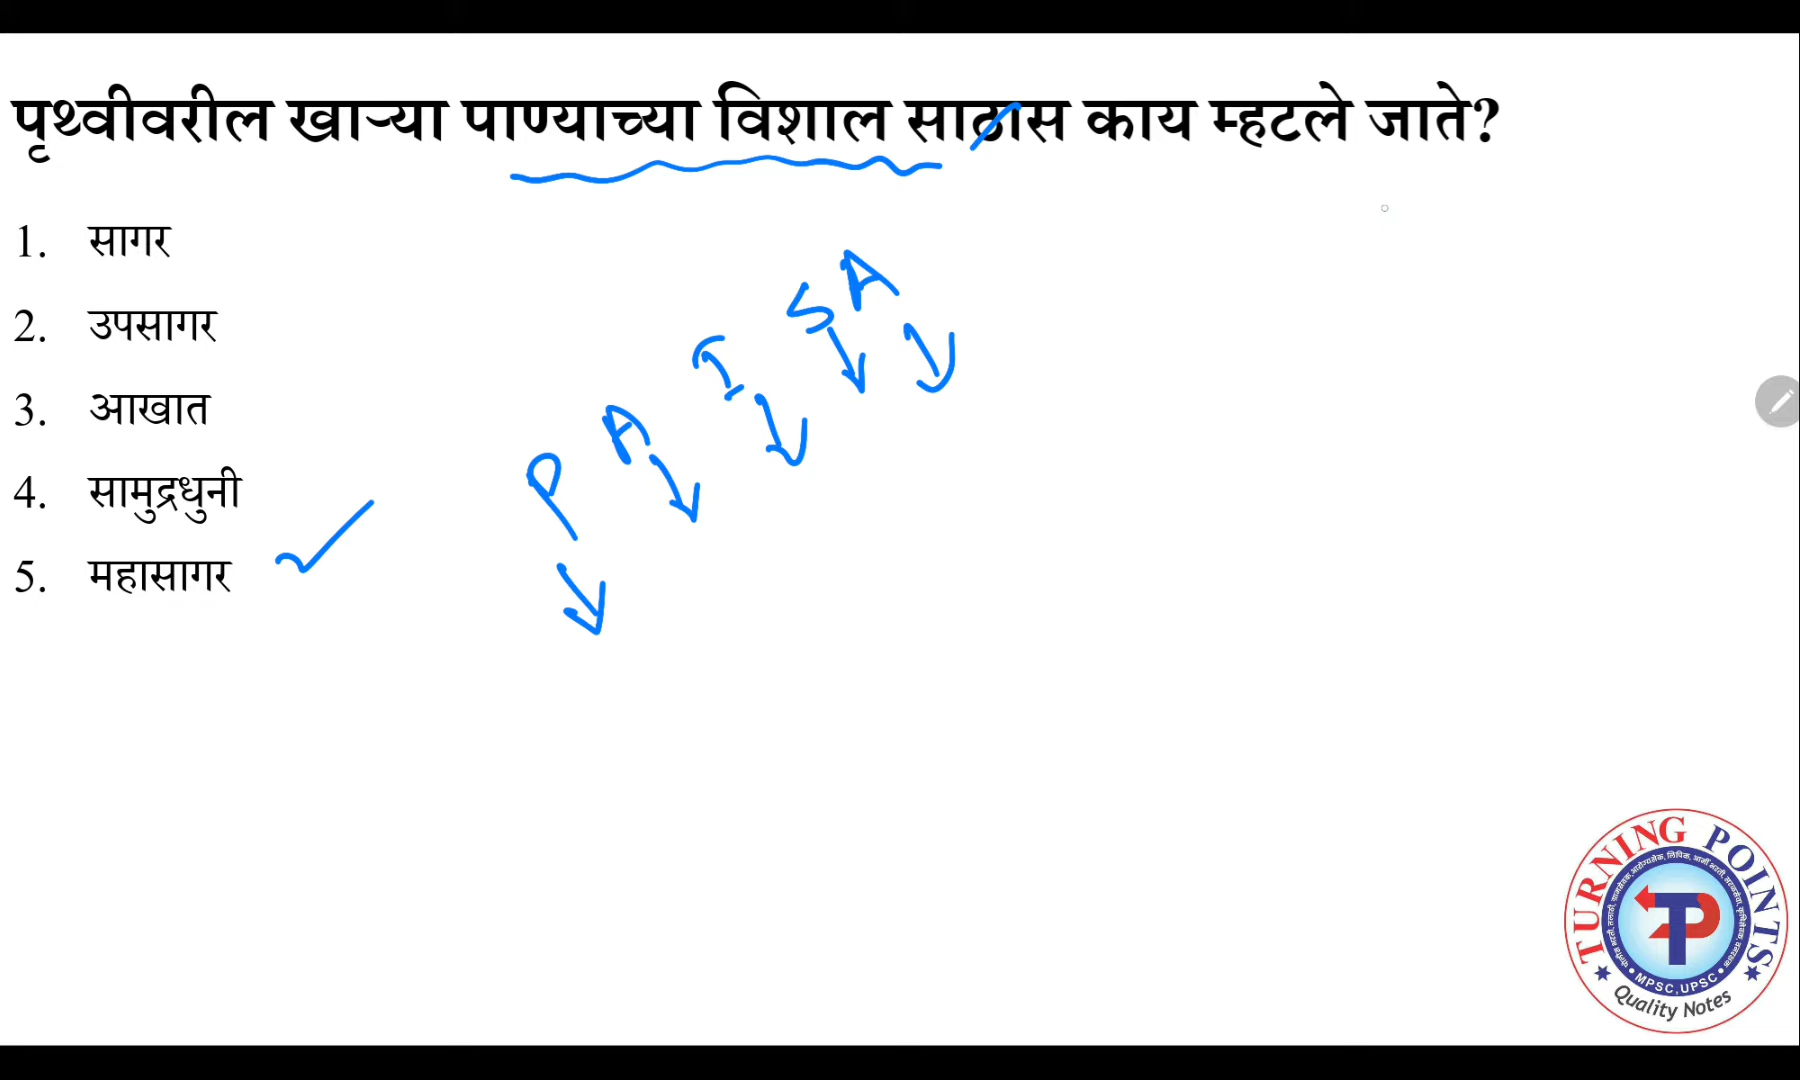 पृथ्वीवरील खाऱ्या पाण्याच्या विशाल साठास काय म्हटले जाते?
1. सागर
2. उपसागर
3. आखात
4. सामुद्रधुनी
5. महासागर
P A I S A
TURNING POINTS
TP
MPSC, UPSC
Quality Notes